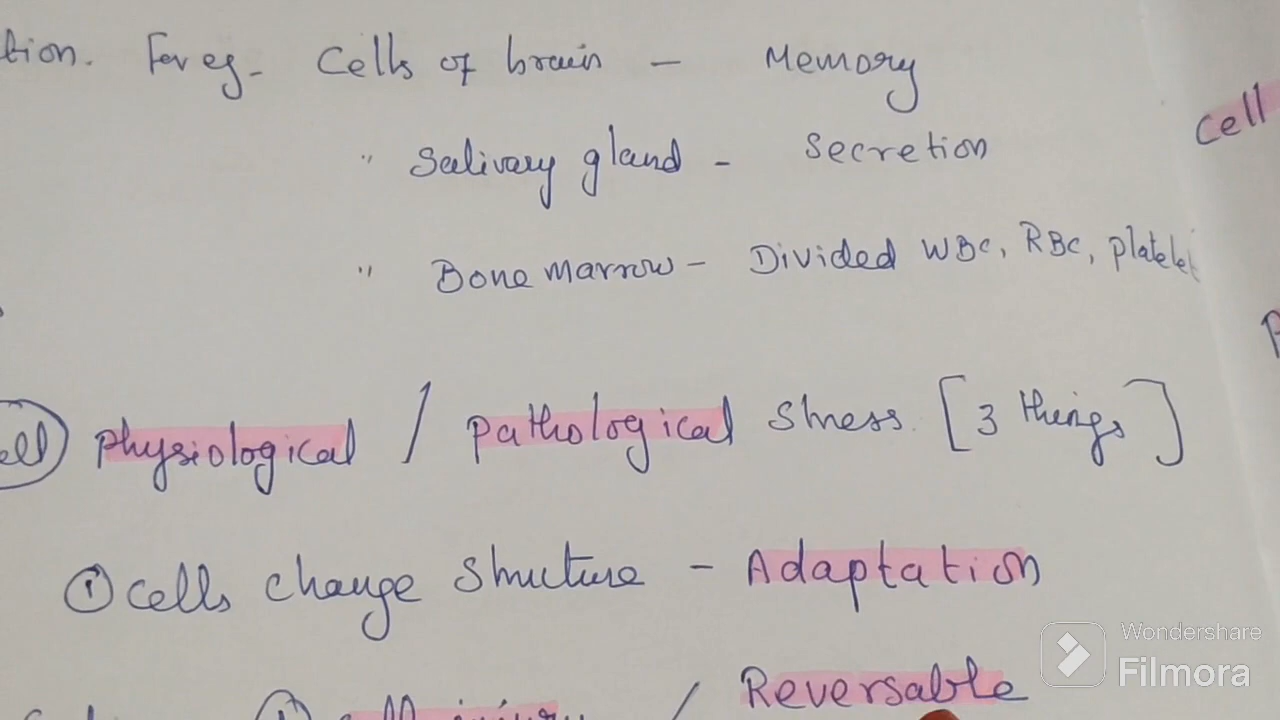 tion. For eg- Cells of brain - Memory
" Salivary gland - Secretion
Cell
" Bone marrow - Divided WBC, RBC, platelet
Physiological / Pathological Stress. [3 things]
① Cells change Structure - Adaptation
Reversable
Wondershare
Filmora